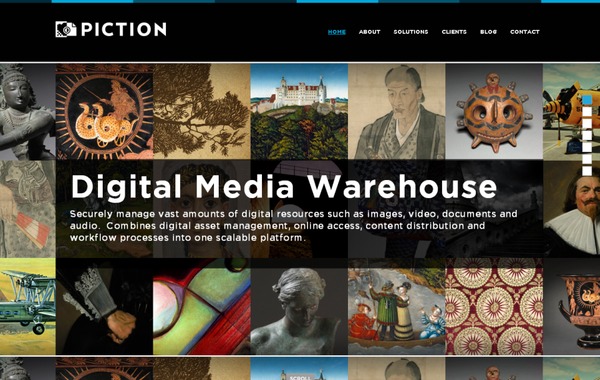 PICTION
HOME ABOUT SOLUTIONS CLIENTS BLOG CONTACT
Digital Media Warehouse
Securely manage vast amounts of digital resources such as images, video, documents and
audio. Combines digital asset management, online access, content distribution and
workflow processes into one scalable platform.
SCROLL